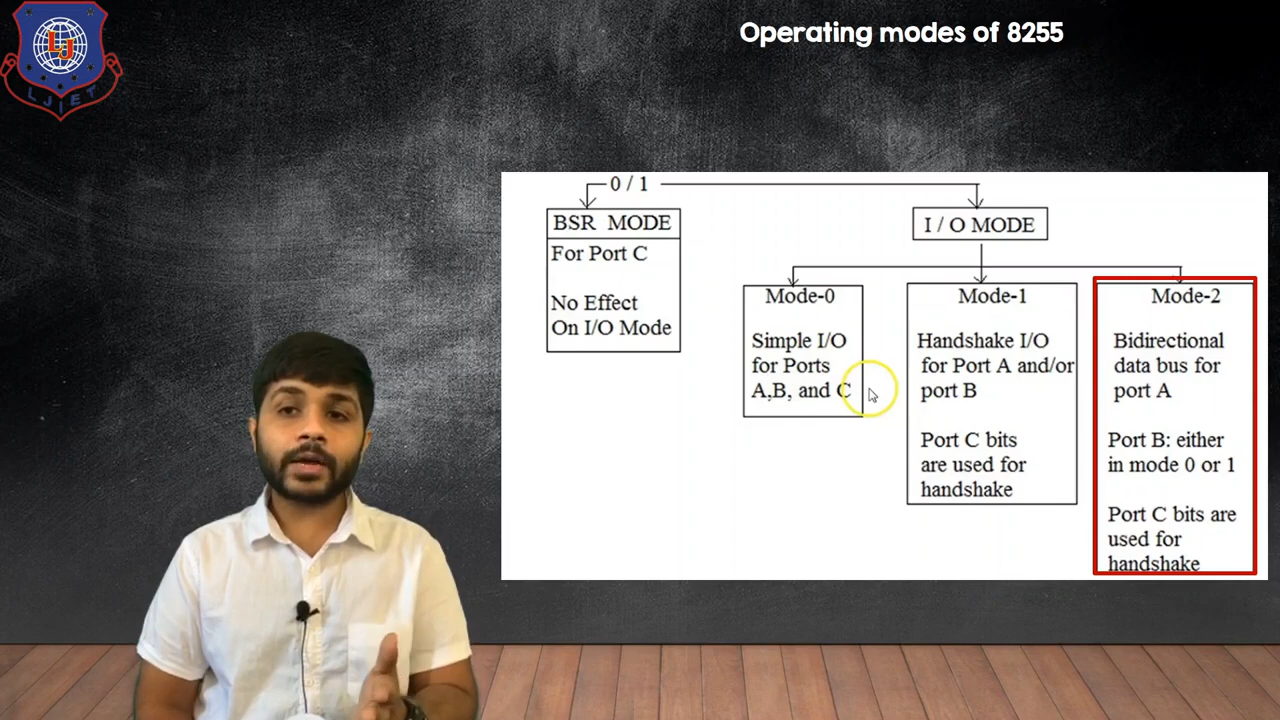 LJ
LJIET
Operating modes of 8255
0 / 1
BSR MODE
For Port C
No Effect
On I/O Mode
I / O MODE
Mode-0
Simple I/O
for Ports
A,B, and C
Mode-1
Handshake I/O
for Port A and/or
port B
Port C bits
are used for
handshake
Mode-2
Bidirectional
data bus for
port A
Port B: either
in mode 0 or 1
Port C bits are
used for
handshake